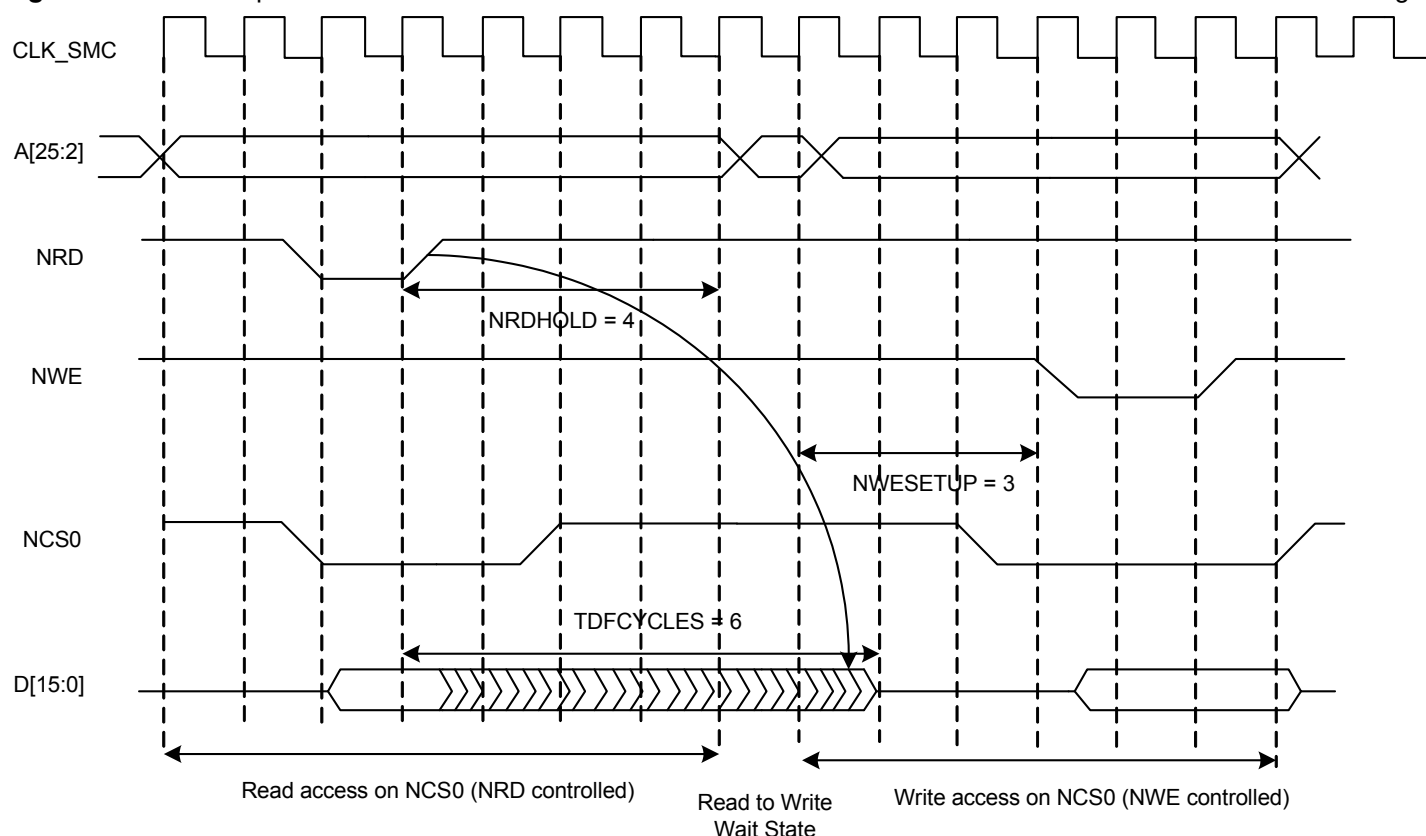 CLK_SMC
A[25:2]
NRD
NRDHOLD = 4
NWE
NWESETUP = 3
NCS0
TDFCYCLES = 6
D[15:0]
Read access on NCS0 (NRD controlled)
Read to Write
Wait State
Write access on NCS0 (NWE controlled)